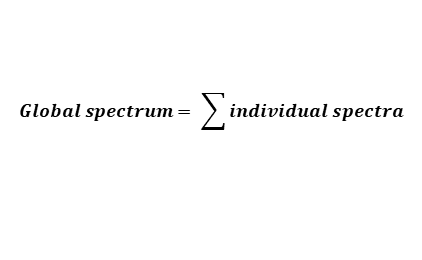 Global spectrum = ∑ individual spectra